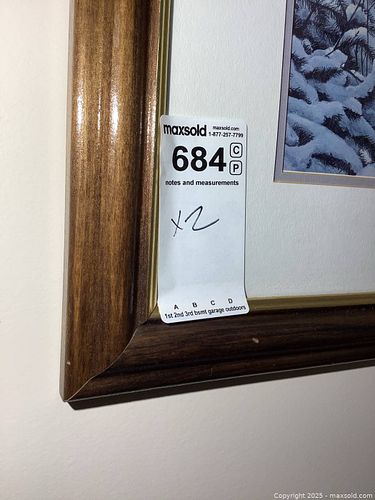 maxsold maxsold.com
1-877-257-7799
684 C
P
notes and measurements
x2
A B C D
1st 2nd 3rd bsmt garage outdoors
Copyright 2025 - maxsold.com